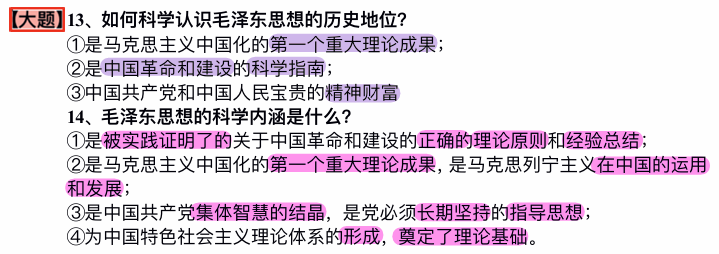 【大题】13、如何科学认识毛泽东思想的历史地位？
①是马克思主义中国化的第一个重大理论成果；
②是中国革命和建设的科学指南；
③中国共产党和中国人民宝贵的精神财富
14、毛泽东思想的科学内涵是什么？
①是被实践证明了的关于中国革命和建设的正确的理论原则和经验总结；
②是马克思主义中国化的第一个重大理论成果，是马克思列宁主义在中国的运用
和发展；
③是中国共产党集体智慧的结晶，是党必须长期坚持的指导思想；
④为中国特色社会主义理论体系的形成，奠定了理论基础。